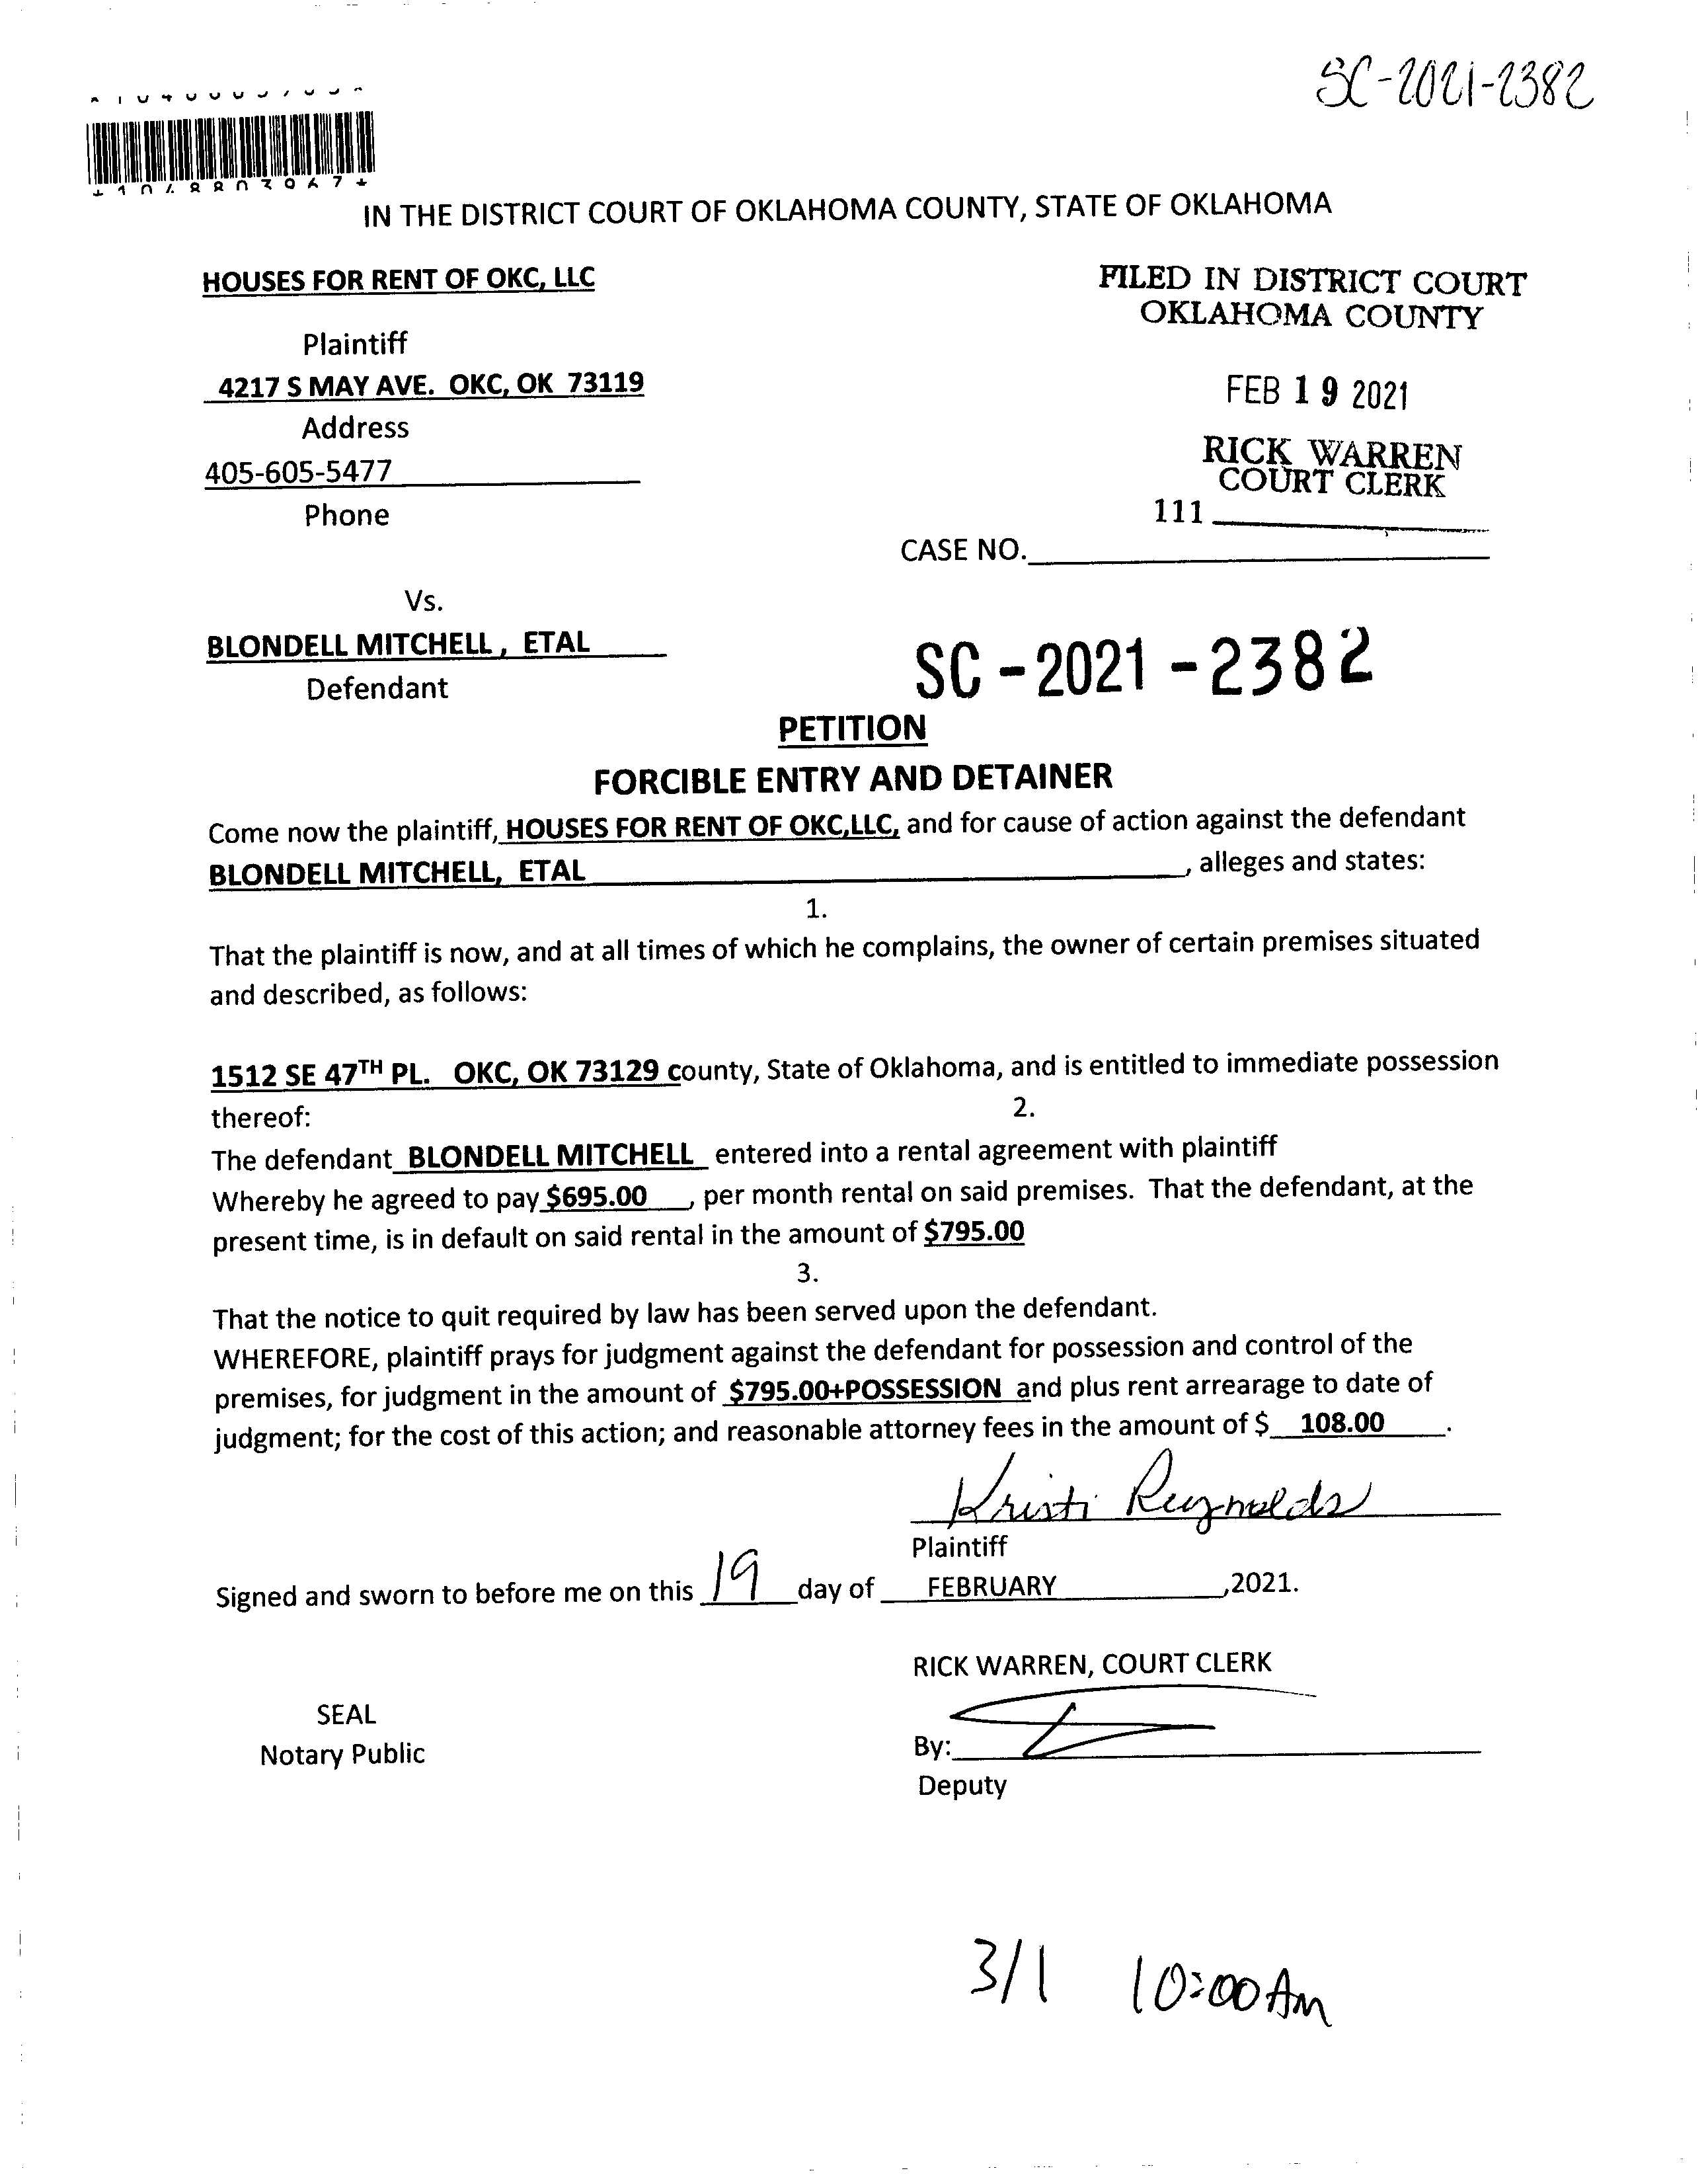 SC-2021-2382
IN THE DISTRICT COURT OF OKLAHOMA COUNTY, STATE OF OKLAHOMA
HOUSES FOR RENT OF OKC, LLC
Plaintiff
4217 S MAY AVE. OKC, OK 73119
Address
405-605-5477
Phone
FILED IN DISTRICT COURT
OKLAHOMA COUNTY
FEB 19 2021
RICK WARREN
COURT CLERK
111
CASE NO.
Vs.
BLONDELL MITCHELL , ETAL
Defendant
SC - 2021 - 2382
PETITION
FORCIBLE ENTRY AND DETAINER
Come now the plaintiff, HOUSES FOR RENT OF OKC,LLC, and for cause of action against the defendant
BLONDELL MITCHELL, ETAL , alleges and states:
1.
That the plaintiff is now, and at all times of which he complains, the owner of certain premises situated
and described, as follows:
1512 SE 47TH PL. OKC, OK 73129 county, State of Oklahoma, and is entitled to immediate possession
thereof:
2.
The defendant BLONDELL MITCHELL entered into a rental agreement with plaintiff
Whereby he agreed to pay $695.00 , per month rental on said premises. That the defendant, at the
present time, is in default on said rental in the amount of $795.00
3.
That the notice to quit required by law has been served upon the defendant.
WHEREFORE, plaintiff prays for judgment against the defendant for possession and control of the
premises, for judgment in the amount of $795.00+POSSESSION and plus rent arrearage to date of
judgment; for the cost of this action; and reasonable attorney fees in the amount of $ 108.00 .
Kristi Reynolds
Plaintiff
Signed and sworn to before me on this 19 day of FEBRUARY ,2021.
RICK WARREN, COURT CLERK
SEAL
Notary Public
By:
Deputy
3/1 10:00 Am